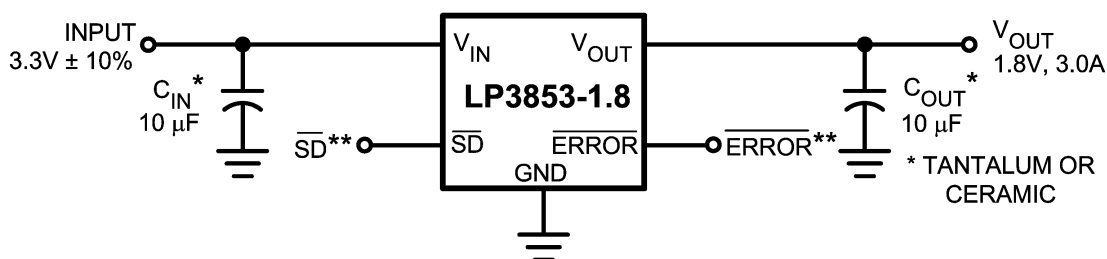 INPUT
3.3V ± 10%
C_IN*
10 μF
V_IN
V_OUT
LP3853-1.8
S̅D̅**
S̅D̅
E̅R̅R̅O̅R̅
E̅R̅R̅O̅R̅**
GND
V_OUT
1.8V, 3.0A
C_OUT*
10 μF
* TANTALUM OR
CERAMIC